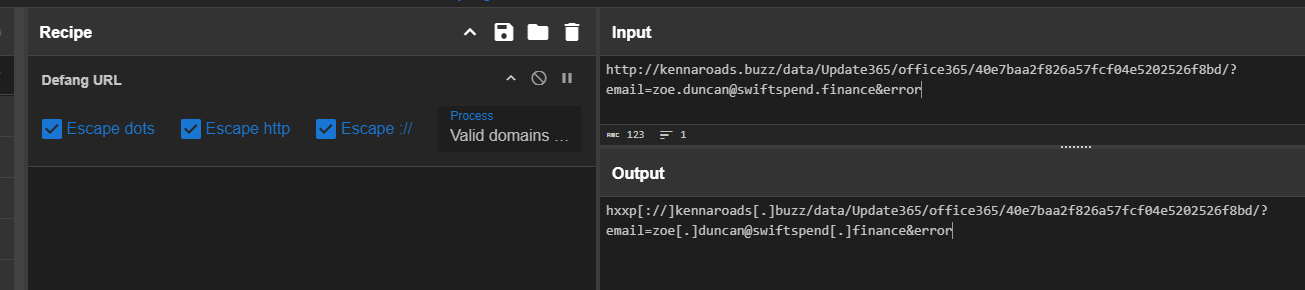 Recipe
Defang URL
Escape dots
Escape http
Escape ://
Process
Valid domains ...
Input
http://kennaroads.buzz/data/Update365/office365/40e7baa2f826a57fcf04e5202526f8bd/?
email=zoe.duncan@swiftspend.finance&error
ABC 123 1
Output
hxxp[://]kennaroads[.]buzz/data/Update365/office365/40e7baa2f826a57fcf04e5202526f8bd/?
email=zoe[.]duncan@swiftspend[.]finance&error